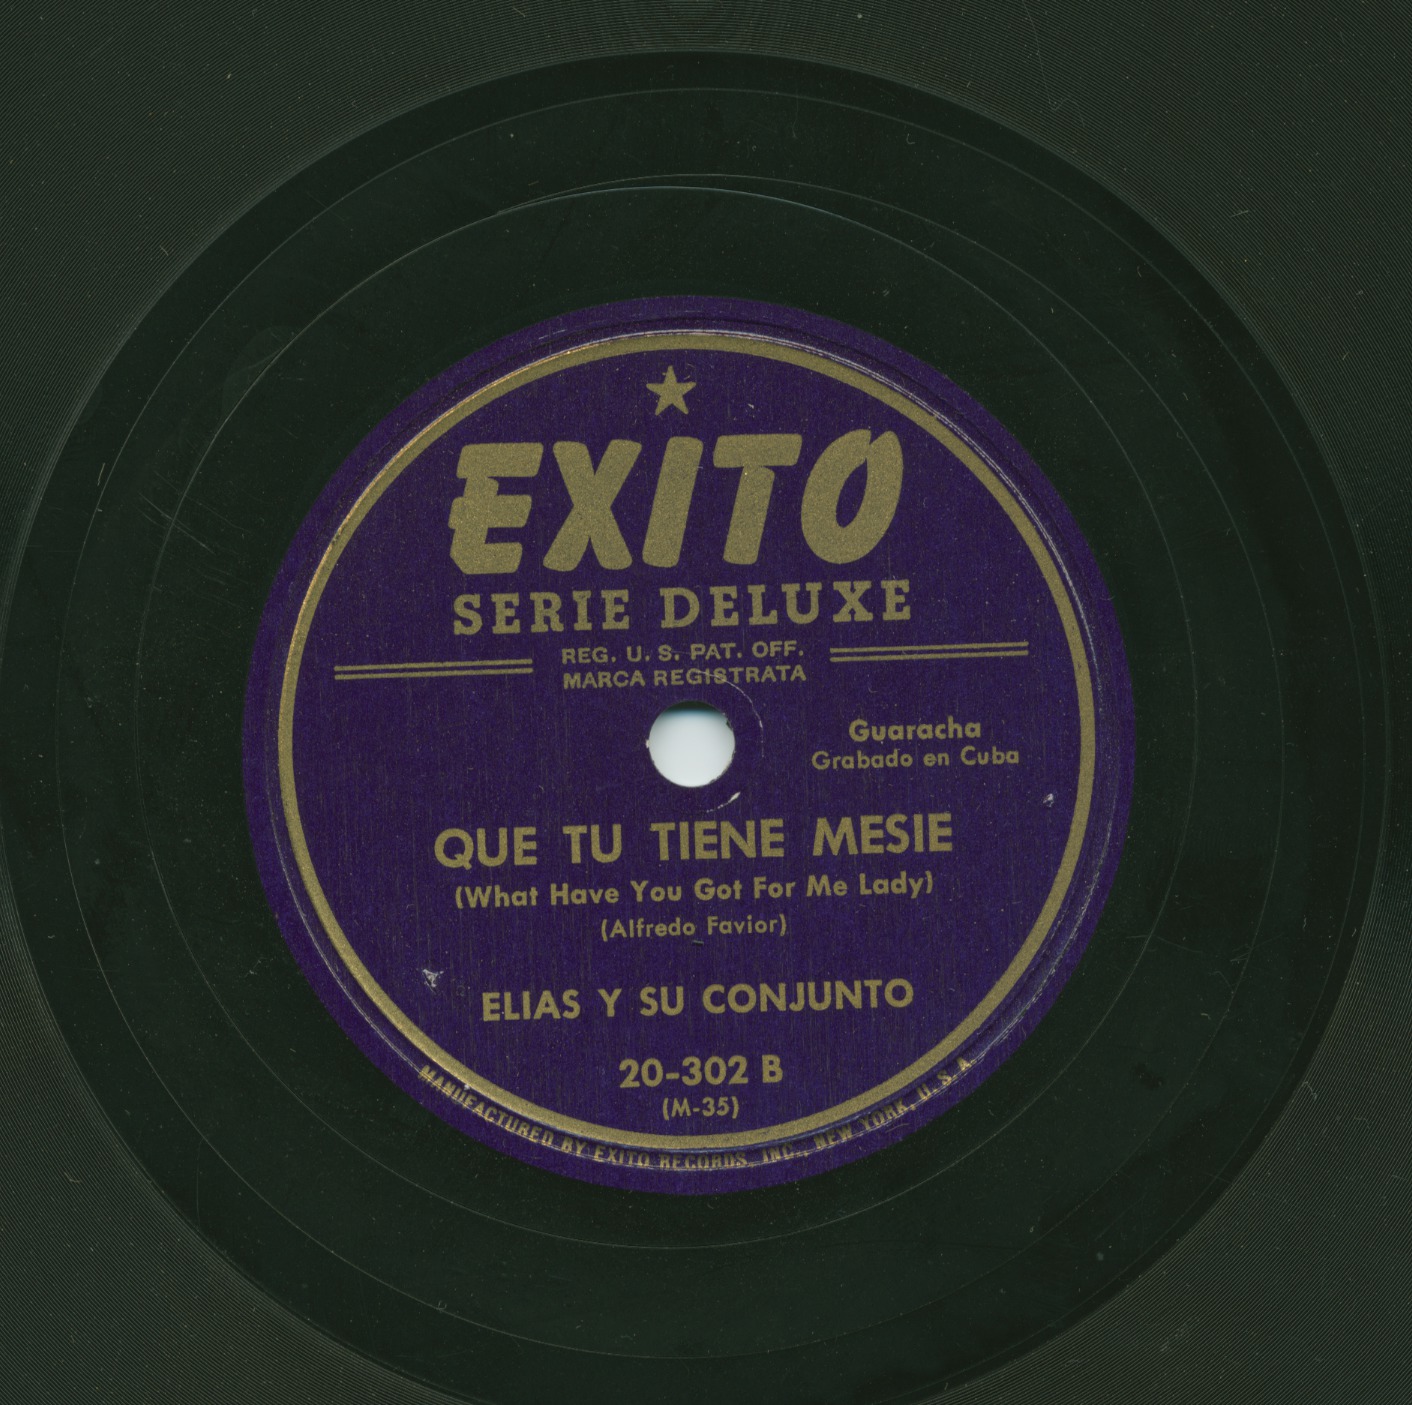 EXITO
SERIE DELUXE
REG. U. S. PAT. OFF.
MARCA REGISTRATA
Guaracha
Grabado en Cuba
QUE TU TIENE MESIE
(What Have You Got For Me Lady)
(Alfredo Favior)
ELIAS Y SU CONJUNTO
20-302 B
(M-35)
MANUFACTURED BY EXITO RECORDS, INC., NEW YORK, U. S. A.